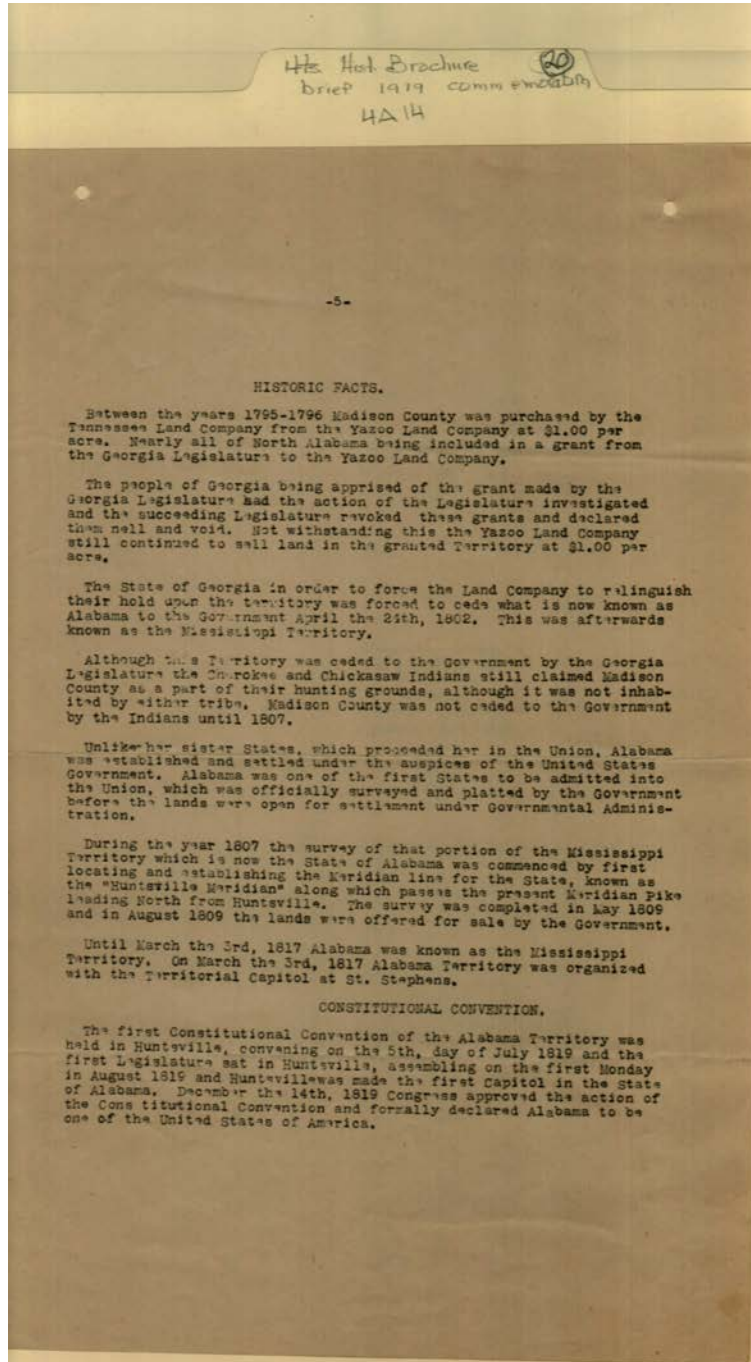 Hist. Brochure 20
brief 1919 commemoration
4A14
-5-
HISTORIC FACTS.
Between the years 1795-1796 Madison County was purchased by the
Tennessee Land Company from the Yazoo Land Company at $1.00 per
acre. Nearly all of North Alabama being included in a grant from
the Georgia Legislature to the Yazoo Land Company.
The people of Georgia being apprised of the grant made by the
Georgia Legislature had the action of the Legislature investigated
and the succeeding Legislature revoked these grants and declared
them nell and void. Not withstanding this the Yazoo Land Company
still continued to sell land in the granted Territory at $1.00 per
acre.
The State of Georgia in order to force the Land Company to relinguish
their hold upon the territory was forced to cede what is now known as
Alabama to the Government April the 24th, 1802. This was afterwards
known as the Mississippi Territory.
Although this Territory was ceded to the Government by the Georgia
Legislature the Cherokee and Chickasaw Indians still claimed Madison
County as a part of their hunting grounds, although it was not inhab-
ited by either tribe. Madison County was not ceded to the Government
by the Indians until 1807.
Unlike her sister States, which proceeded her in the Union, Alabama
was established and settled under the auspices of the United States
Government. Alabama was one of the first States to be admitted into
the Union, which was officially surveyed and platted by the Government
before the lands were open for settlement under Governmental Adminis-
tration.
During the year 1807 the survey of that portion of the Mississippi
Territory which is now the State of Alabama was commenced by first
locating and establishing the Meridian line for the State, known as
the "Huntsville Meridian" along which passes the present Meridian Pike
leading North from Huntsville. The survey was completed in May 1809
and in August 1809 the lands were offered for sale by the Government.
Until March the 3rd, 1817 Alabama was known as the Mississippi
Territory. On March the 3rd, 1817 Alabama Territory was organized
with the Territorial Capitol at St. Stephens.
CONSTITUTIONAL CONVENTION.
The first Constitutional Convention of the Alabama Territory was
held in Huntsville, convening on the 5th, day of July 1819 and the
first Legislature sat in Huntsville, assembling on the first Monday
in August 1819 and Huntsvillewas made the first Capitol in the State
of Alabama. December the 14th, 1819 Congress approved the action of
the Cons titutional Convention and formally declared Alabama to be
one of the United States of America.